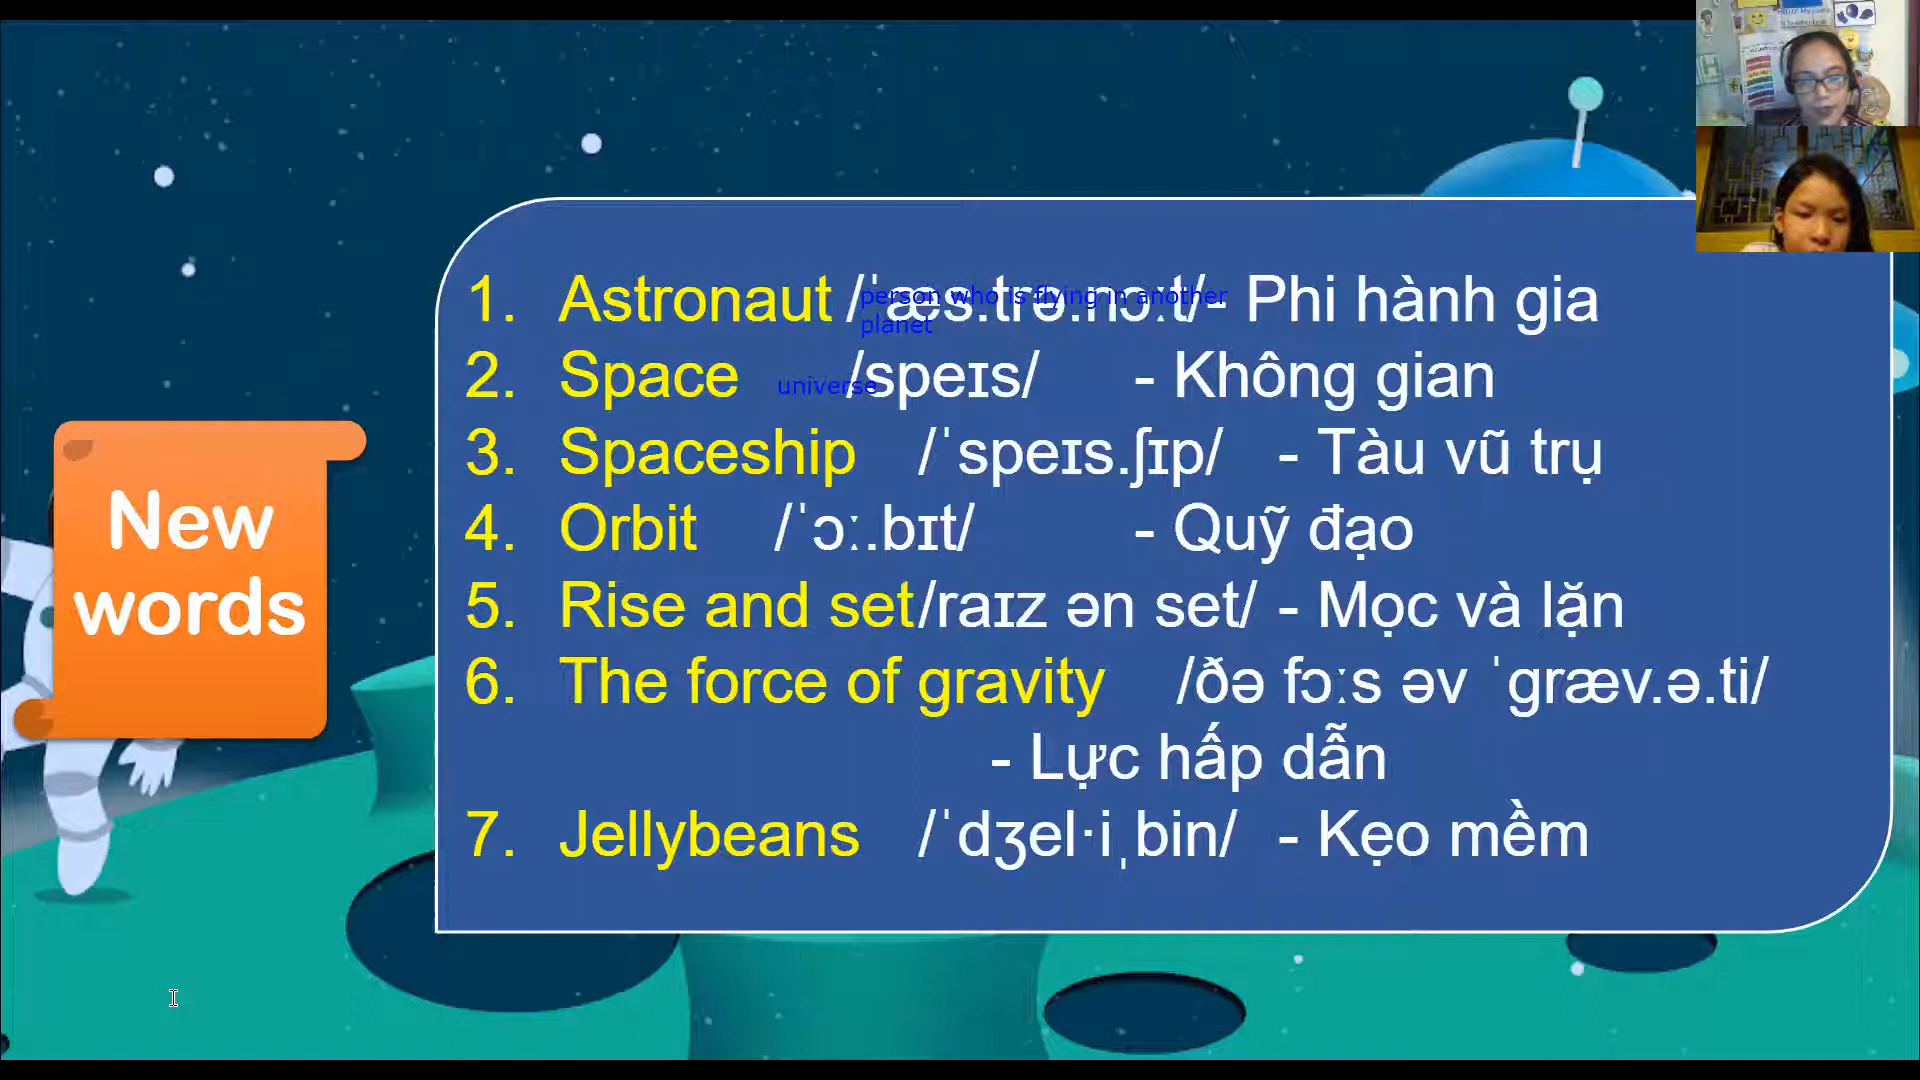 New
words
1. Astronaut /ˈæs.trə.nɔːt/- Phi hành gia
person who is flying in another
planet
2. Space /speɪs/ - Không gian
universe
3. Spaceship /ˈspeɪs.ʃɪp/ - Tàu vũ trụ
4. Orbit /ˈɔː.bɪt/ - Quỹ đạo
5. Rise and set/raɪz ən set/ - Mọc và lặn
6. The force of gravity /ðə fɔːs əv ˈɡræv.ə.ti/
- Lực hấp dẫn
7. Jellybeans /ˈdʒel·iˌbin/ - Kẹo mềm